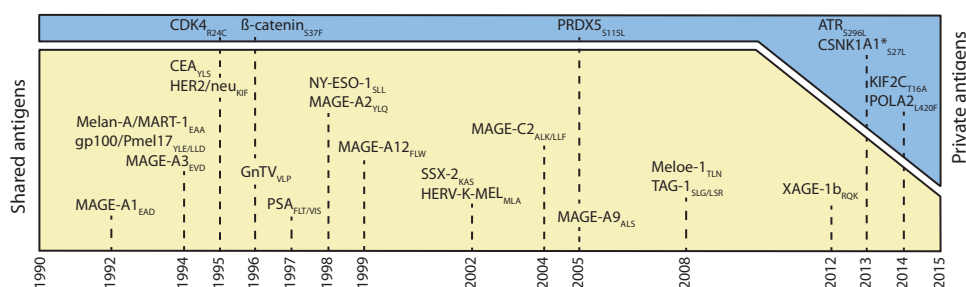 CDK4R24C ß-cateninS37F PRDX5S115L ATRS296L
CSNK1A1*S27L
CEAYLS
HER2/neuKIF
NY-ESO-1SLL
MAGE-A2YLQ
KIF2CT16A
POLA2L420F
Melan-A/MART-1EAA
gp100/Pmel17YLE/LLD
MAGE-A3EVD
MAGE-C2ALK/LLF
MAGE-A12FLW
GnTVVLP
SSX-2KAS
HERV-K-MELMLA
Meloe-1TLN
TAG-1SLG/LSR
XAGE-1bRQK
MAGE-A1EAD
PSAFLT/VIS
MAGE-A9ALS
Shared antigens
Private antigens
1990 1992 1994 1995 1996 1997 1998 1999 2002 2004 2005 2008 2012 2013 2014 2015